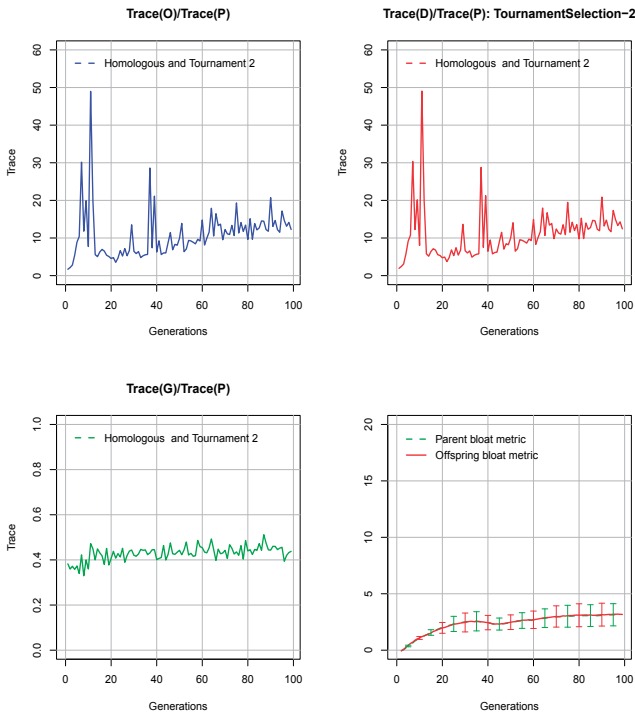 Trace(O)/Trace(P)
60
50
40
30
20
10
0
Trace
Homologous and Tournament 2
0 20 40 60 80 100
Generations
Trace(D)/Trace(P): TournamentSelection−2
60
50
40
30
20
10
0
Trace
Homologous and Tournament 2
0 20 40 60 80 100
Generations
Trace(G)/Trace(P)
1.0
0.8
0.6
0.4
0.2
0.0
Trace
Homologous and Tournament 2
0 20 40 60 80 100
Generations
20
15
10
5
0
Parent bloat metric
Offspring bloat metric
0 20 40 60 80 100
Generations